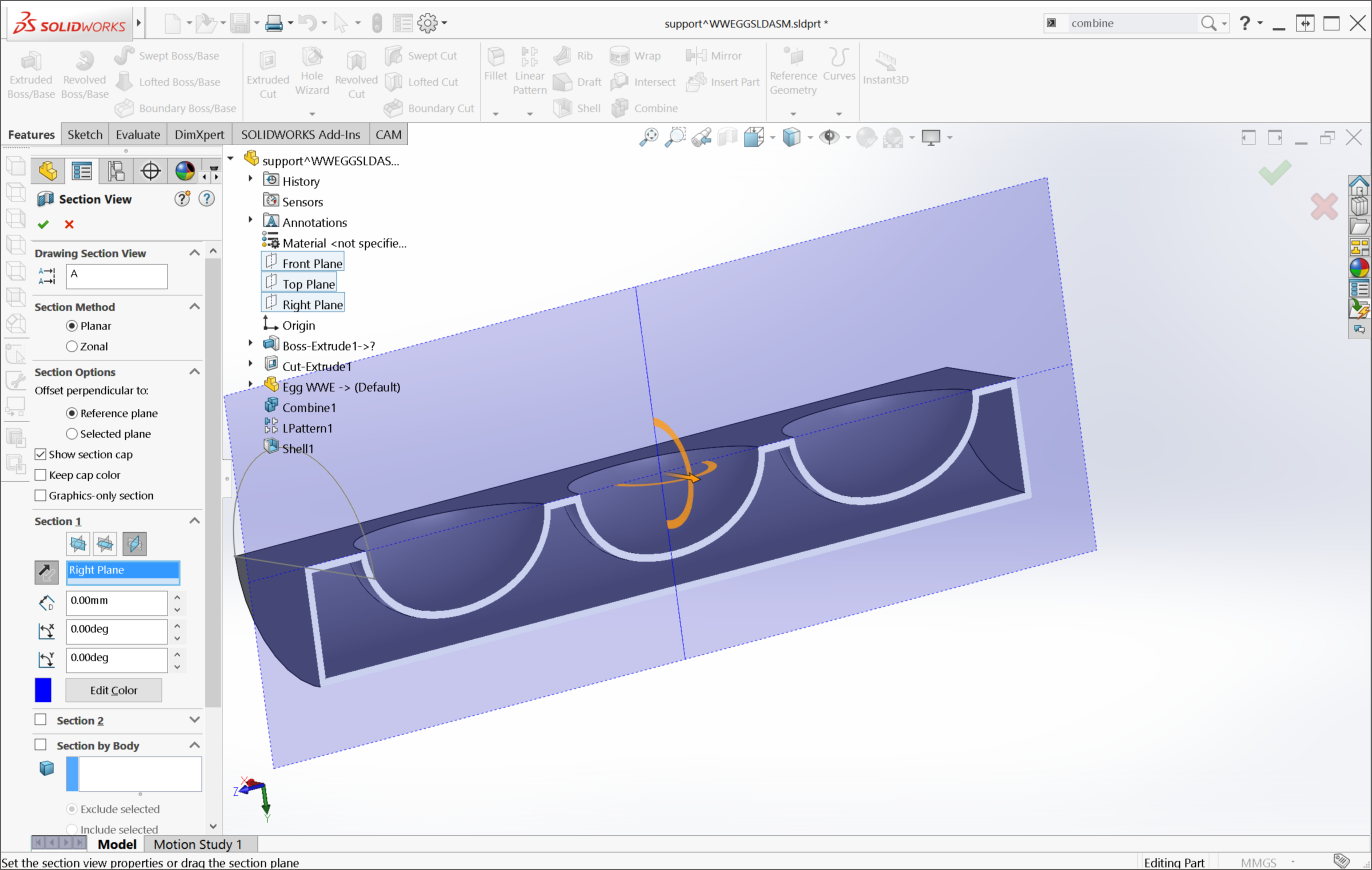 SOLIDWORKS
support^WWEGGSLDASM.sldprt *
combine
?
Extruded Boss/Base
Revolved Boss/Base
Swept Boss/Base
Lofted Boss/Base
Boundary Boss/Base
Extruded Cut
Hole Wizard
Revolved Cut
Swept Cut
Lofted Cut
Boundary Cut
Fillet
Linear Pattern
Rib
Draft
Shell
Wrap
Intersect
Combine
Mirror
Insert Part
Reference Geometry
Curves
Instant3D
Features
Sketch
Evaluate
DimXpert
SOLIDWORKS Add-Ins
CAM
Section View
Drawing Section View
A
Section Method
Planar
Zonal
Section Options
Offset perpendicular to:
Reference plane
Selected plane
Show section cap
Keep cap color
Graphics-only section
Section 1
Right Plane
0.00mm
0.00deg
0.00deg
Edit Color
Section 2
Section by Body
Exclude selected
Include selected
support^WWEGGSLDAS...
History
Sensors
Annotations
Material <not specifie...
Front Plane
Top Plane
Right Plane
Origin
Boss-Extrude1->?
Cut-Extrude1
Egg WWE -> (Default)
Combine1
LPattern1
Shell1
X
Z
Y
Model
Motion Study 1
Set the section view properties or drag the section plane
Editing Part
MMGS
-